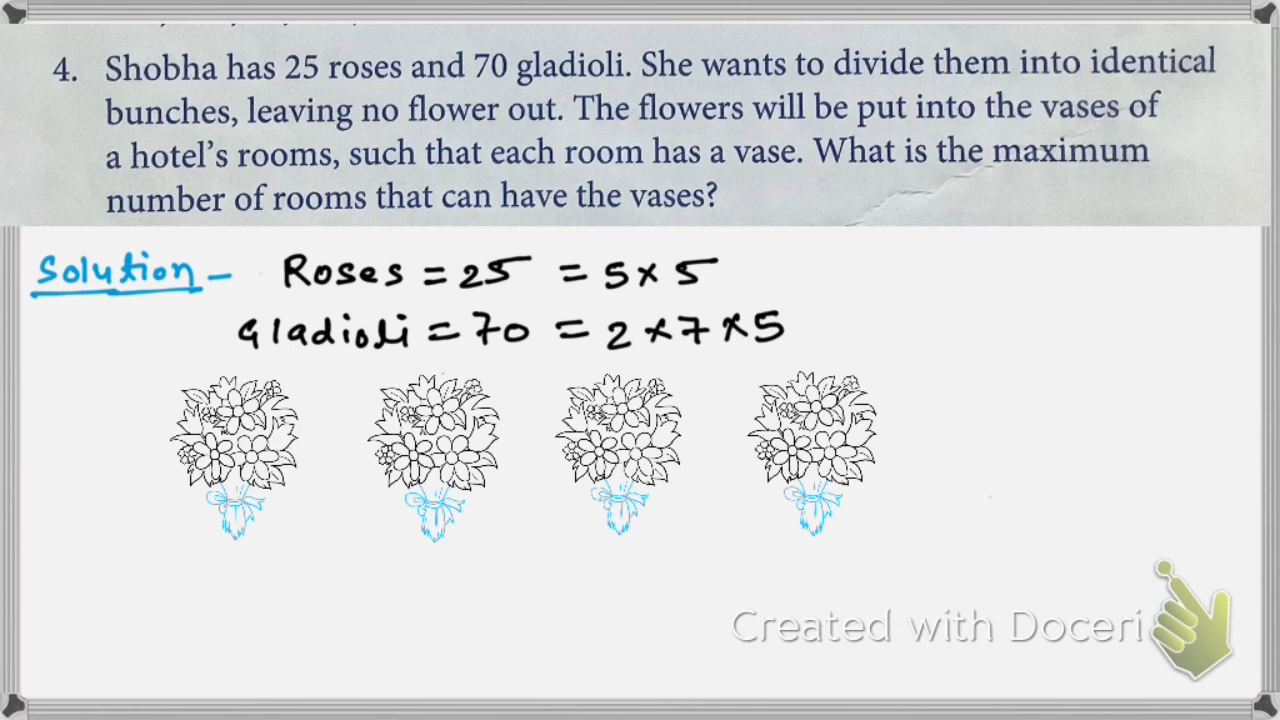 4. Shobha has 25 roses and 70 gladioli. She wants to divide them into identical
bunches, leaving no flower out. The flowers will be put into the vases of
a hotel's rooms, such that each room has a vase. What is the maximum
number of rooms that can have the vases?
Solution - Roses = 25 = 5 x 5
Gladioli = 70 = 2 x 7 x 5
Created with Doceri